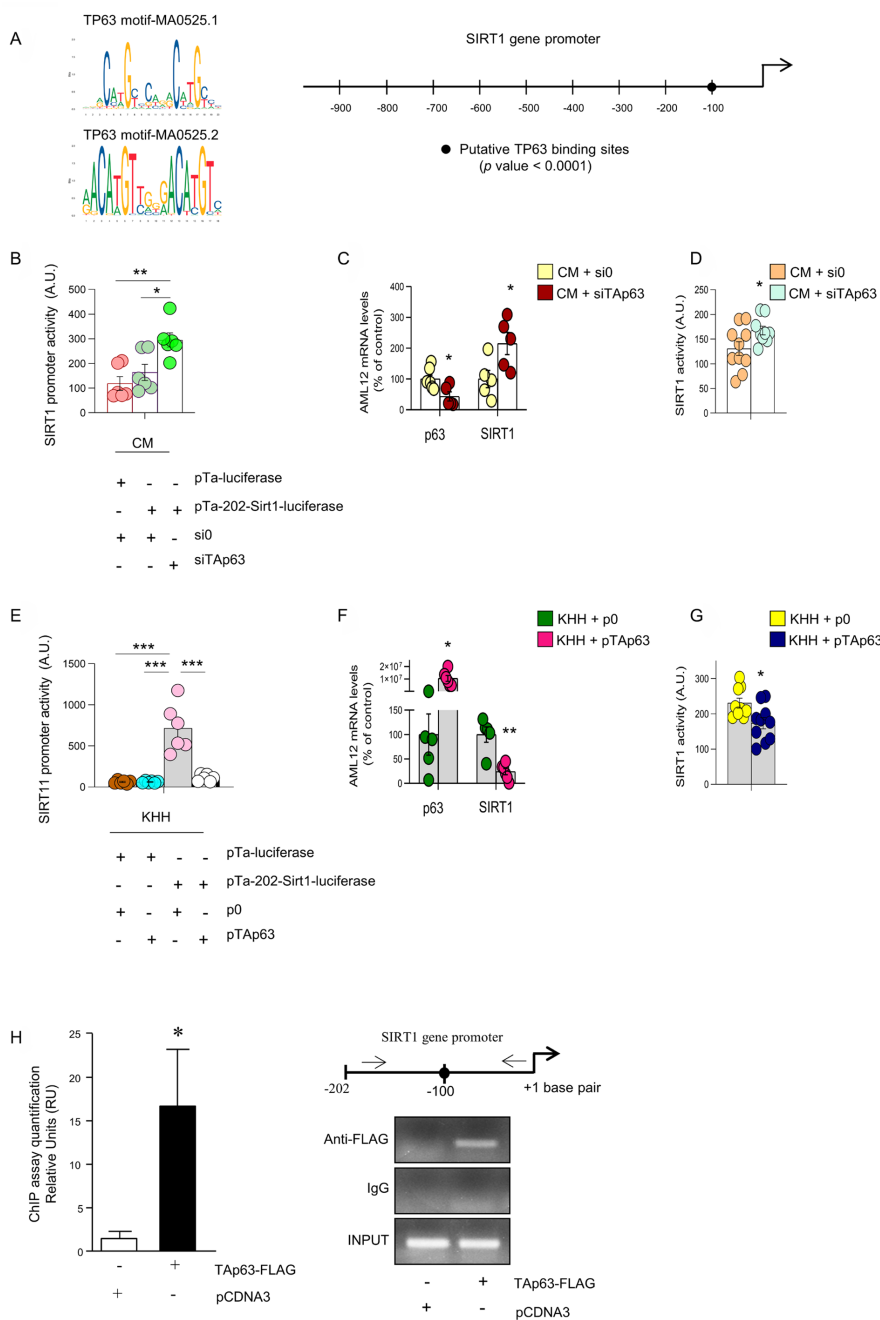 A
TP63 motif-MA0525.1
TP63 motif-MA0525.2
SIRT1 gene promoter
-900 -800 -700 -600 -500 -400 -300 -200 -100
Putative TP63 binding sites
(p value < 0.0001)
B
SIRT1 promoter activity (A.U.)
500
400
300
200
100
0
**
*
CM
+ - - pTa-luciferase
- + + pTa-202-Sirt1-luciferase
+ + - si0
- - + siTAp63
C
CM + si0
CM + siTAp63
AML12 mRNA levels
(% of control)
400
300
200
100
0
*
*
p63 SIRT1
D
CM + si0
CM + siTAp63
SIRT1 activity (A.U.)
250
200
150
100
50
0
*
E
SIRT11 promoter activity (A.U.)
1500
1000
500
0
***
*** ***
KHH
+ + - - pTa-luciferase
- - + + pTa-202-Sirt1-luciferase
+ - + - p0
- + - + pTAp63
F
KHH + p0
KHH + pTAp63
AML12 mRNA levels
(% of control)
2×10⁷
1×10⁷
150
100
50
0
*
**
p63 SIRT1
G
KHH + p0
KHH + pTAp63
SIRT1 activity (A.U.)
400
300
200
100
0
*
H
ChIP assay quantification
Relative Units (RU)
25
20
15
10
5
0
*
- + TAp63-FLAG
+ - pCDNA3
SIRT1 gene promoter
-202 -100 +1 base pair
Anti-FLAG
IgG
INPUT
- + TAp63-FLAG
+ - pCDNA3